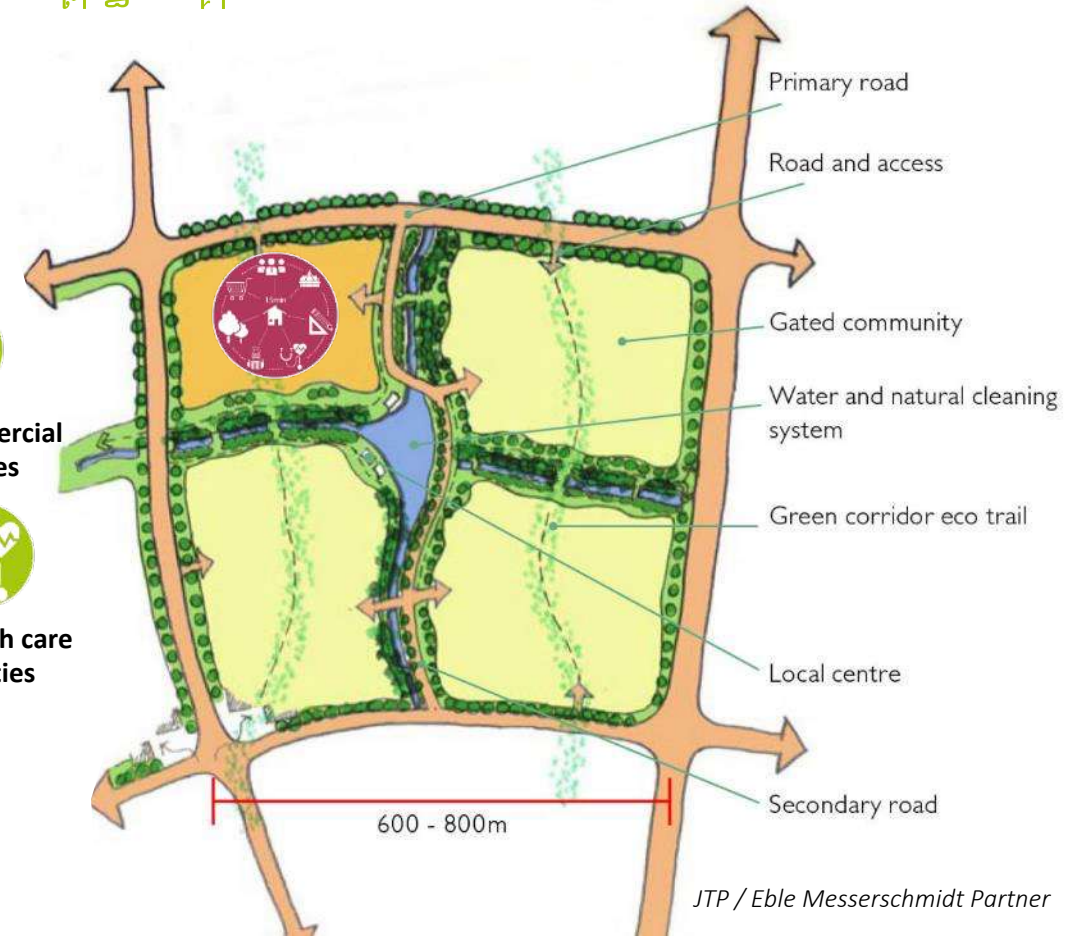 Primary road
Road and access
15min
Gated community
Water and natural cleaning
system
ercial
es
Green corridor eco trail
h care
ties
Local centre
Secondary road
600 - 800m
JTP / Eble Messerschmidt Partner